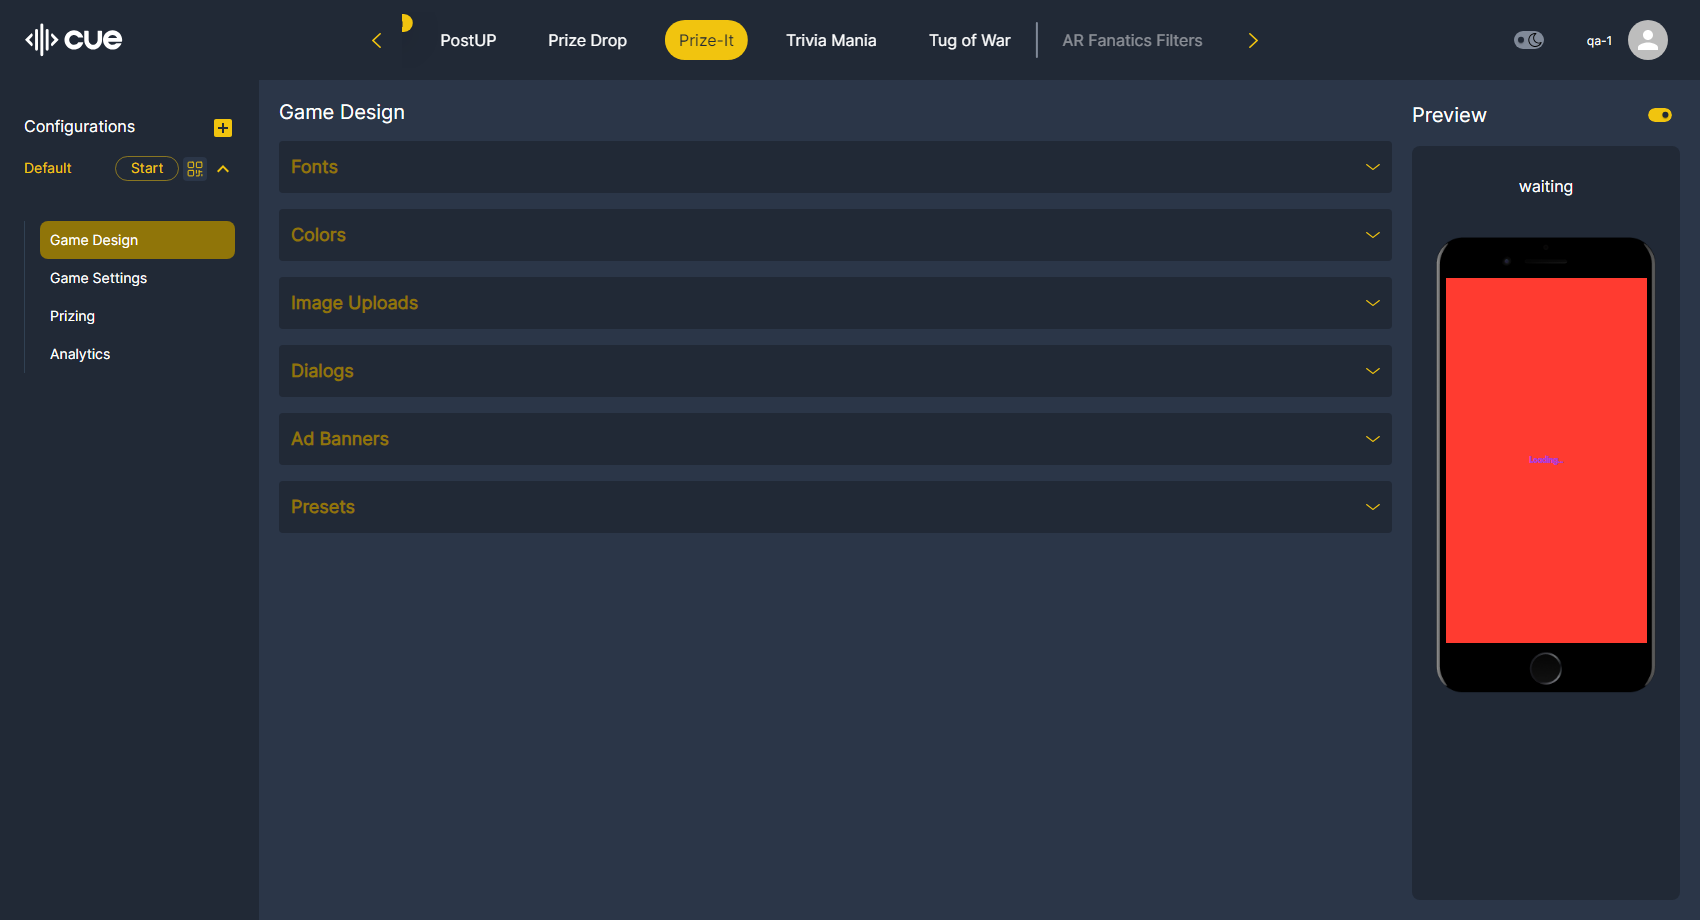 cue
PostUP
Prize Drop
Prize-It
Trivia Mania
Tug of War
AR Fanatics Filters
qa-1
Configurations
Default
Start
Game Design
Game Settings
Prizing
Analytics
Game Design
Fonts
Colors
Image Uploads
Dialogs
Ad Banners
Presets
Preview
waiting
Loading...